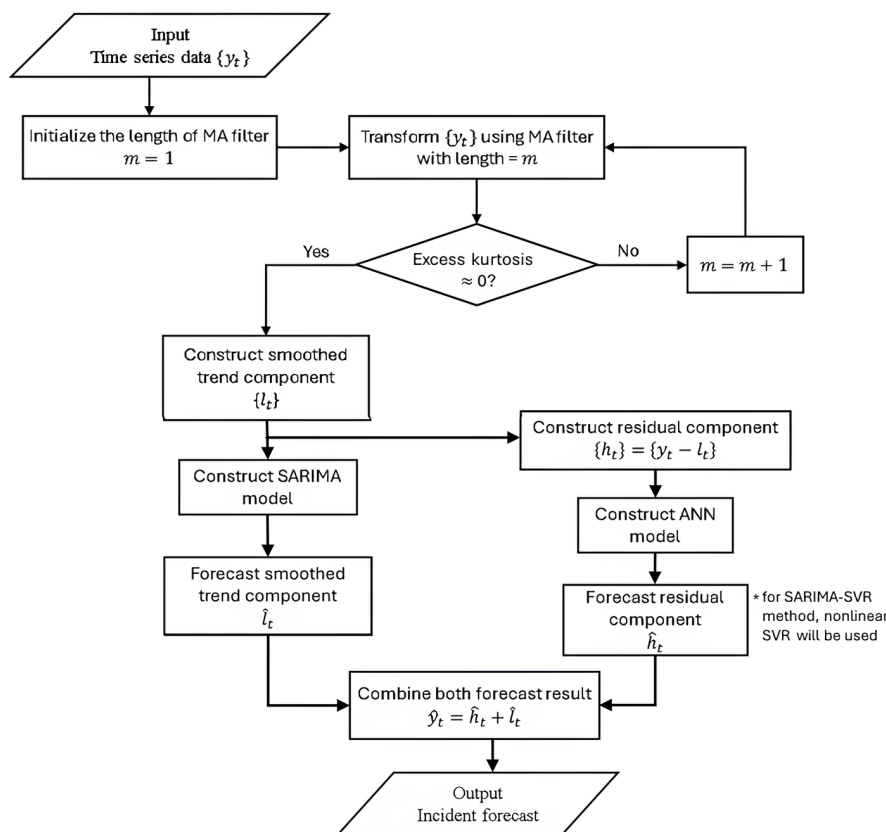 Input
Time series data {y_t}
Initialize the length of MA filter
m = 1
Transform {y_t} using MA filter
with length = m
Yes
Excess kurtosis
≈ 0?
No
m = m + 1
Construct smoothed
trend component
{l_t}
Construct residual component
{h_t} = {y_t − l_t}
Construct SARIMA
model
Construct ANN
model
Forecast smoothed
trend component
l̂_t
Forecast residual
component
ĥ_t
* for SARIMA-SVR
method, nonlinear
SVR will be used
Combine both forecast result
ŷ_t = ĥ_t + l̂_t
Output
Incident forecast